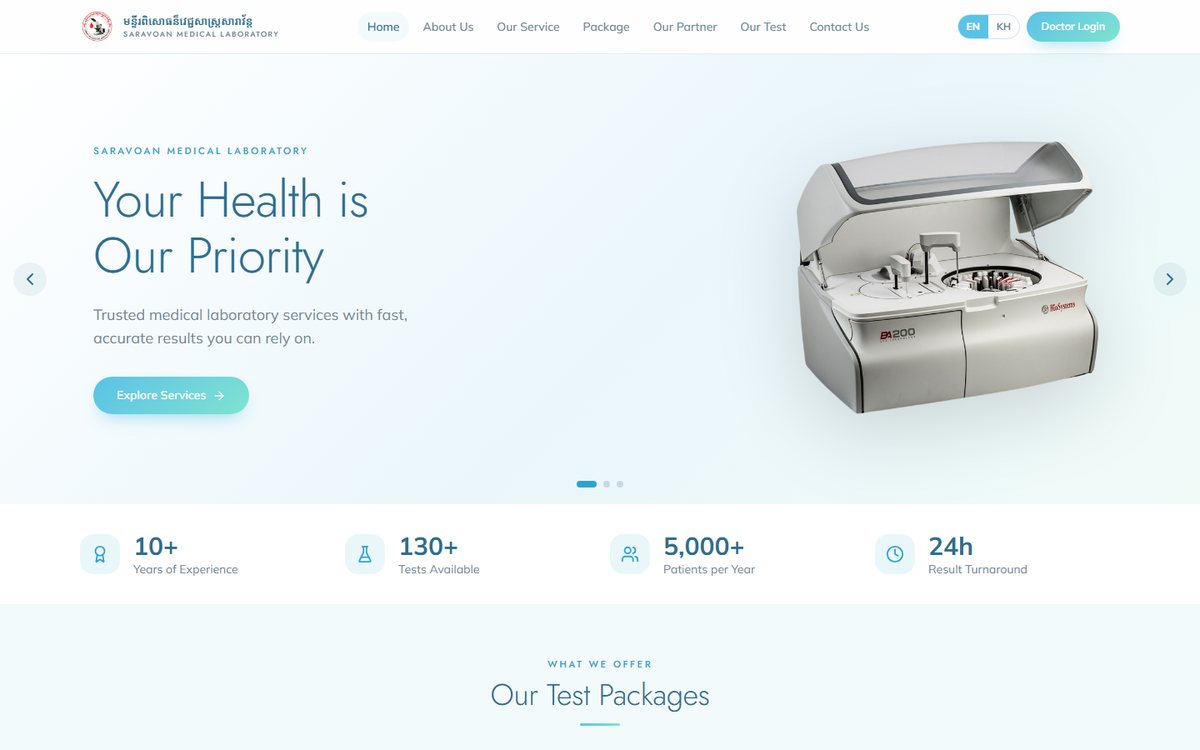 មន្ទីរពិសោធន៏វេជ្ជសាស្ត្រសារាវ័ន្ត
SARAVOAN MEDICAL LABORATORY
Home
About Us
Our Service
Package
Our Partner
Our Test
Contact Us
EN
KH
Doctor Login
SARAVOAN MEDICAL LABORATORY
Your Health is
Our Priority
Trusted medical laboratory services with fast,
accurate results you can rely on.
Explore Services
BA200
BioSystems
10+
Years of Experience
130+
Tests Available
5,000+
Patients per Year
24h
Result Turnaround
WHAT WE OFFER
Our Test Packages